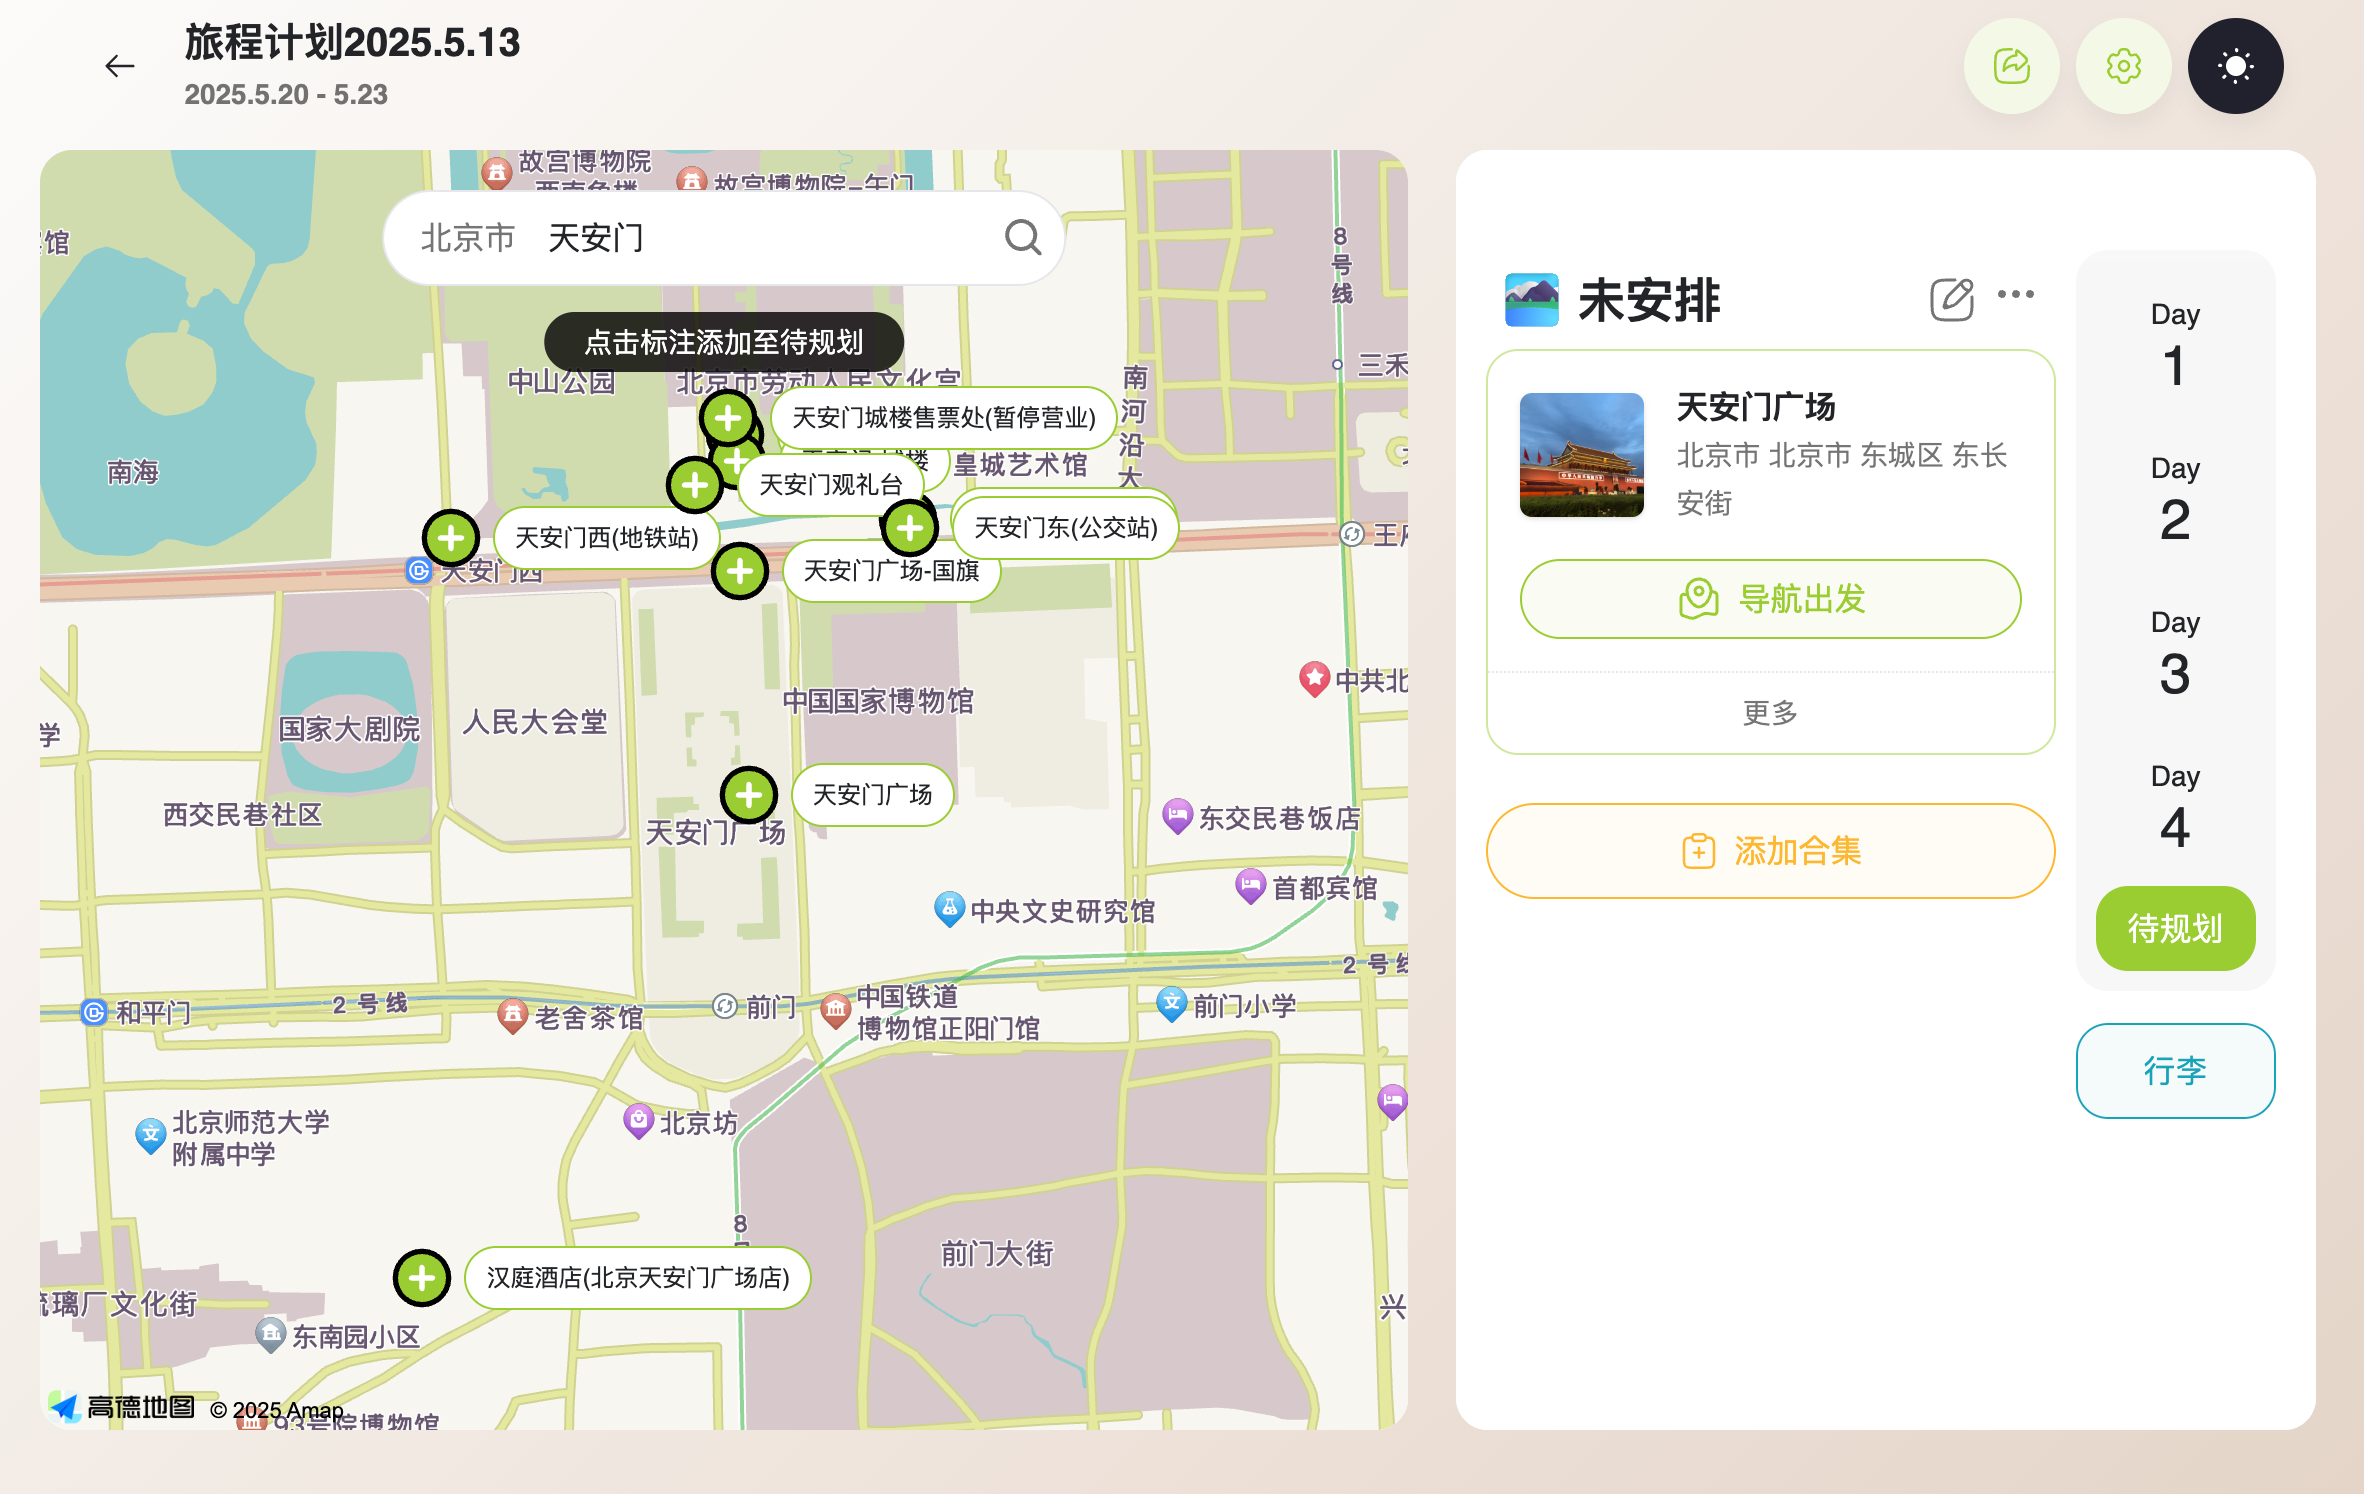 旅程计划2025.5.13
2025.5.20 - 5.23
北京市 天安门
点击标注添加至待规划
故宫博物院
故宫博物院-午门
馆
中山公园
北京市劳动人民文化宫
南海
天安门城楼售票处(暂停营业)
皇城艺术馆
天安门观礼台
天安门西(地铁站)
天安门东(公交站)
天安门西
天安门广场-国旗
南河沿大
8号线
三禾
中国国家博物馆
国家大剧院
人民大会堂
中共北
学
西交民巷社区
天安门广场
天安门广场
东交民巷饭店
首都宾馆
中央文史研究馆
2 号 线
和平门
2 号 线
老舍茶馆
前门
中国铁道
博物馆正阳门馆
前门小学
北京师范大学
附属中学
北京坊
8
前门大街
汉庭酒店(北京天安门广场店)
璃厂文化街
东南园小区
兴
高德地图 © 2025 Amap
93号院博物馆
未安排
天安门广场
北京市 北京市 东城区 东长
安街
导航出发
更多
添加合集
Day
1
Day
2
Day
3
Day
4
待规划
行李